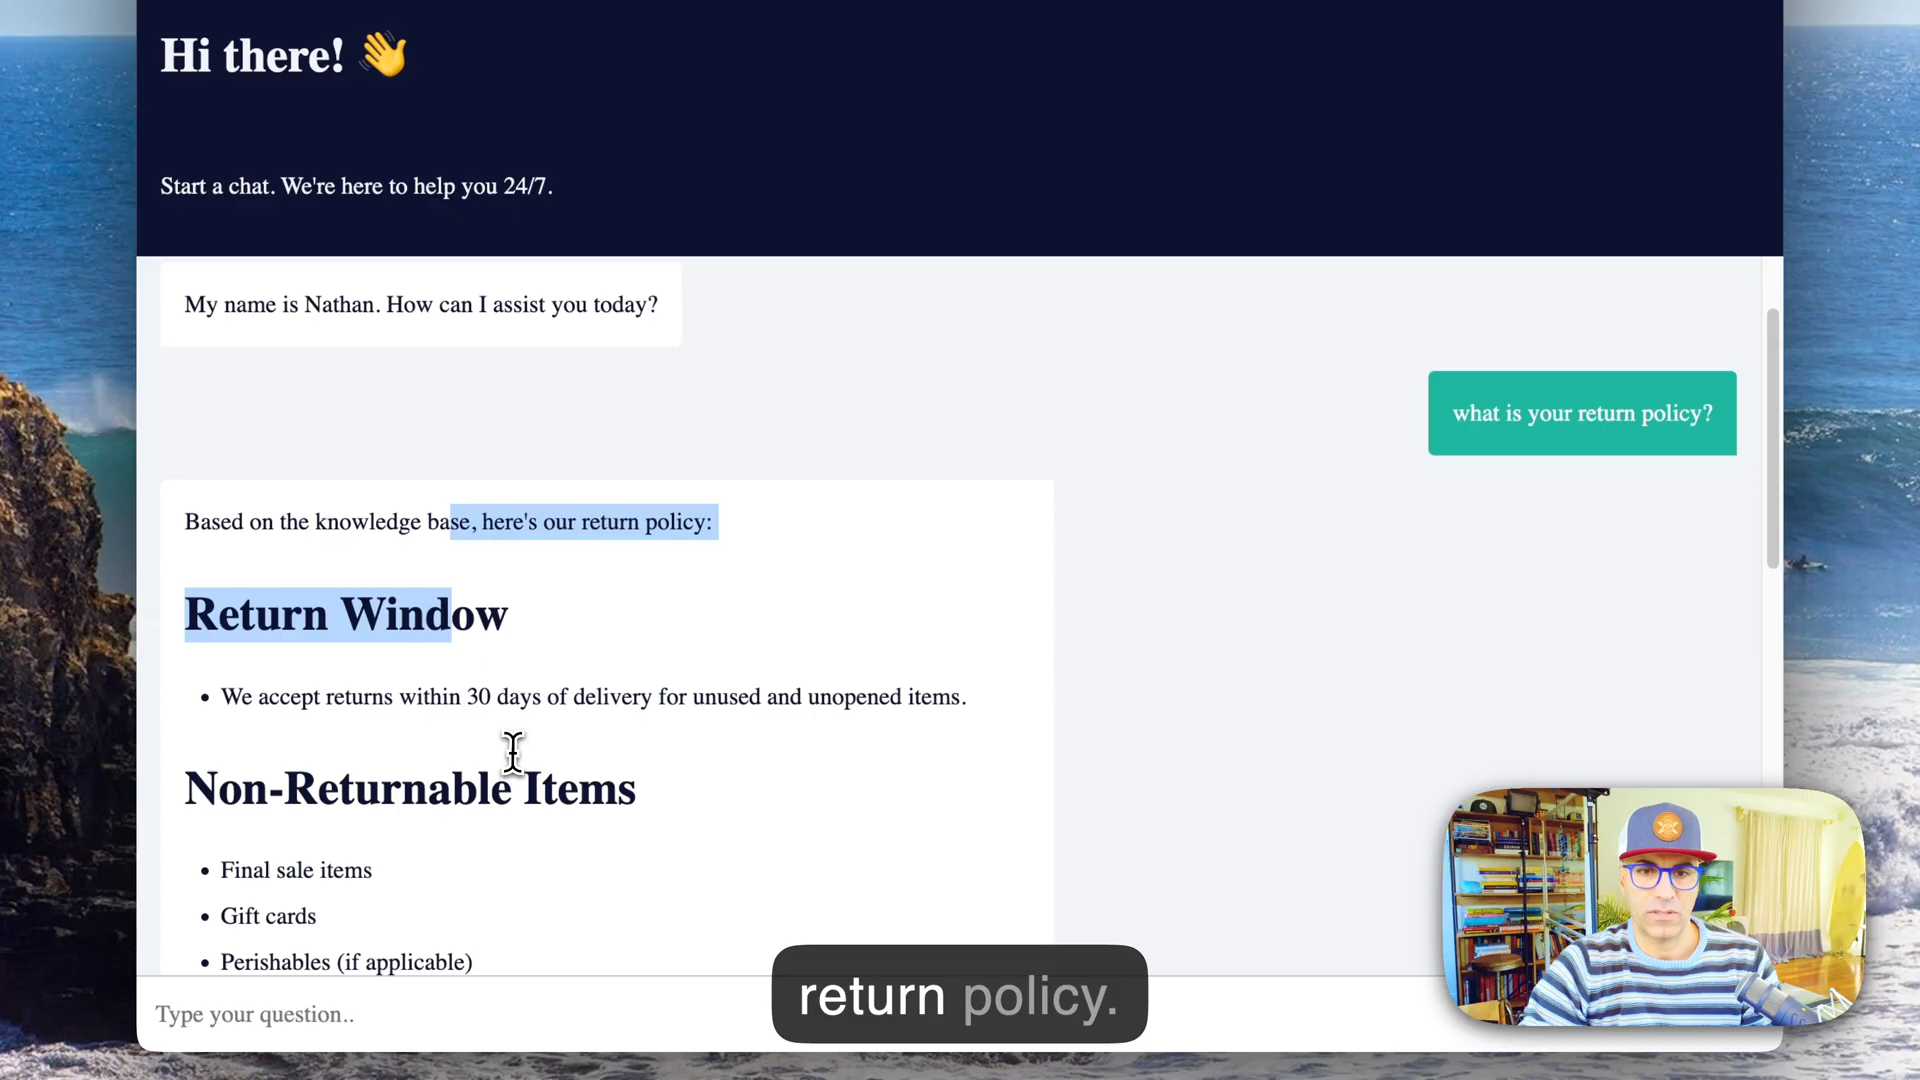 Hi there! 👋
Start a chat. We're here to help you 24/7.
My name is Nathan. How can I assist you today?
what is your return policy?
Based on the knowledge base, here's our return policy:
Return Window
• We accept returns within 30 days of delivery for unused and unopened items.
Non-Returnable Items
• Final sale items
• Gift cards
• Perishables (if applicable)
Type your question..
return policy.